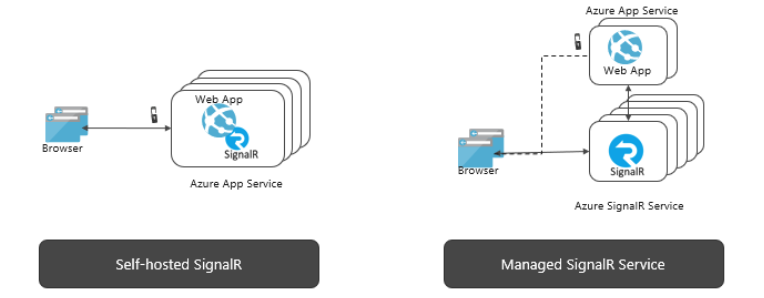 Web App
SignalR
Browser
Azure App Service
Self-hosted SignalR
Azure App Service
Web App
SignalR
Browser
Azure SignalR Service
Managed SignalR Service